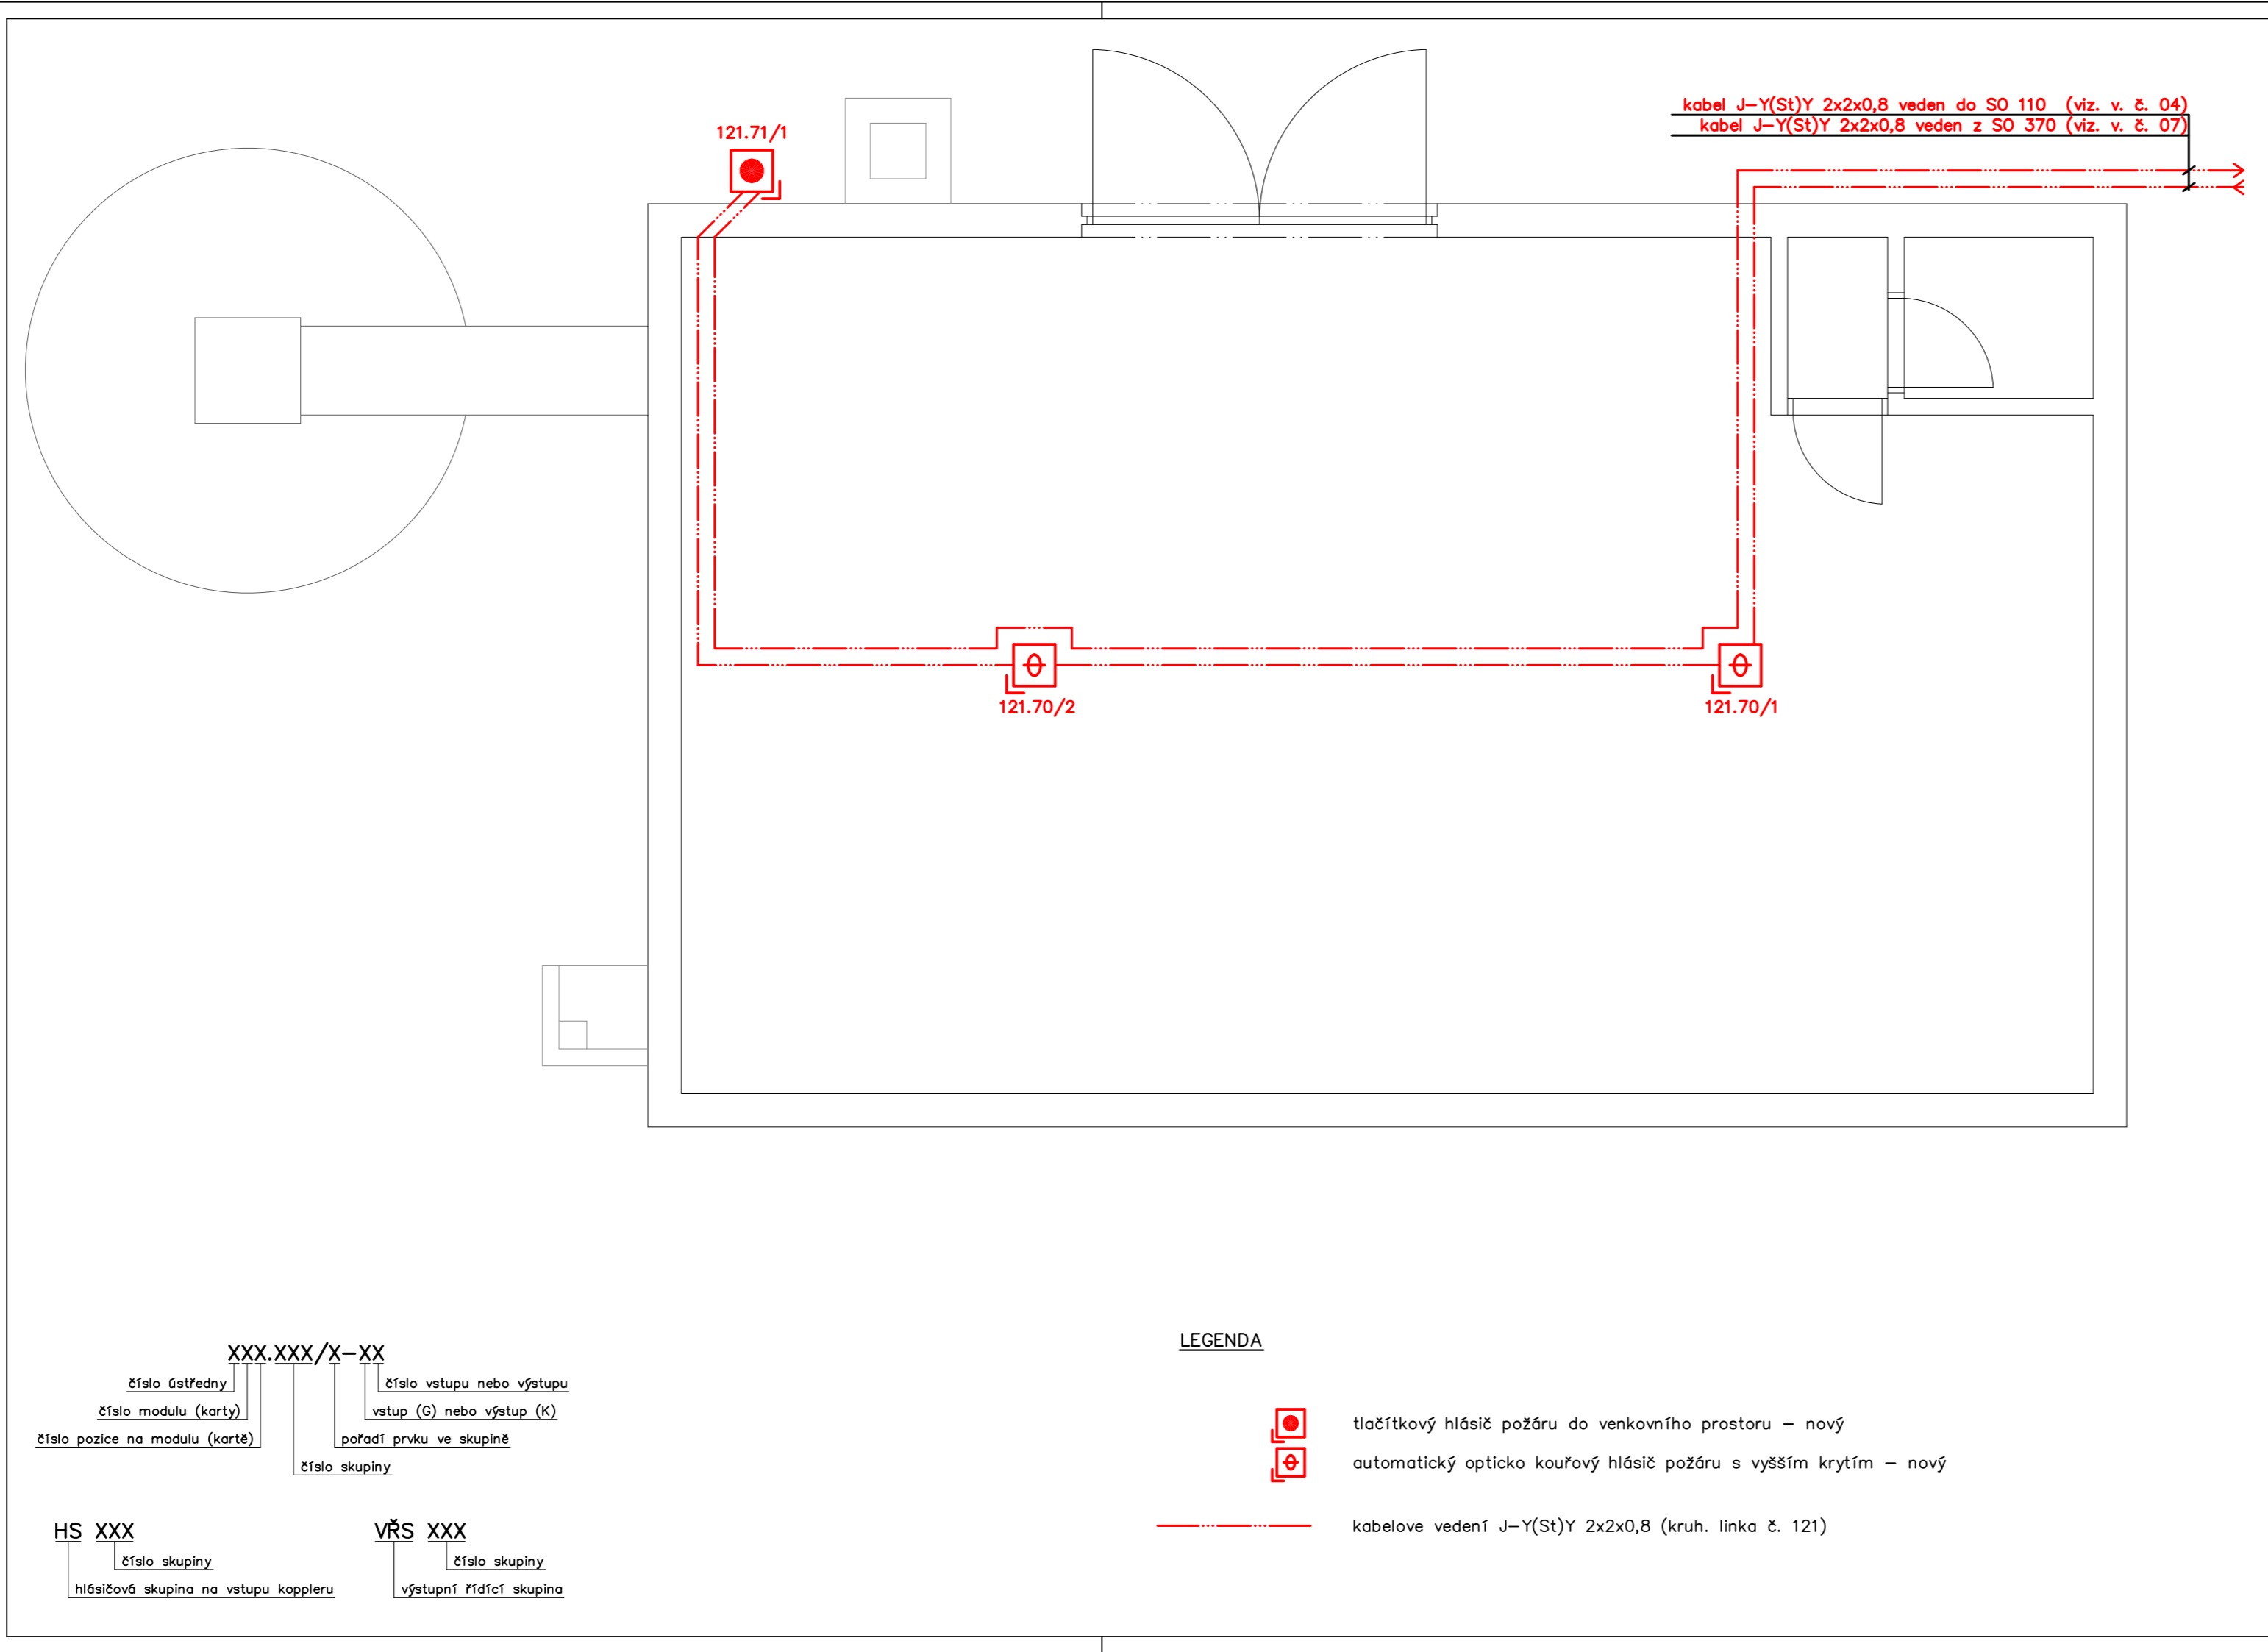 kabel J-Y(St)Y 2x2x0,8 veden do SO 110 (viz. v. č. 04)
kabel J-Y(St)Y 2x2x0,8 veden z SO 370 (viz. v. č. 07)
121.71/1
121.70/2
121.70/1
XXX.XXX/X-XX
číslo ústředny
číslo vstupu nebo výstupu
číslo modulu (karty)
vstup (G) nebo výstup (K)
číslo pozice na modulu (kartě)
pořadí prvku ve skupině
číslo skupiny
HS XXX
číslo skupiny
hlásičová skupina na vstupu koppleru
VŘS XXX
číslo skupiny
výstupní řídící skupina
LEGENDA
tlačítkový hlásič požáru do venkovního prostoru - nový
automatický opticko kouřový hlásič požáru s vyšším krytím - nový
kabelove vedení J-Y(St)Y 2x2x0,8 (kruh. linka č. 121)